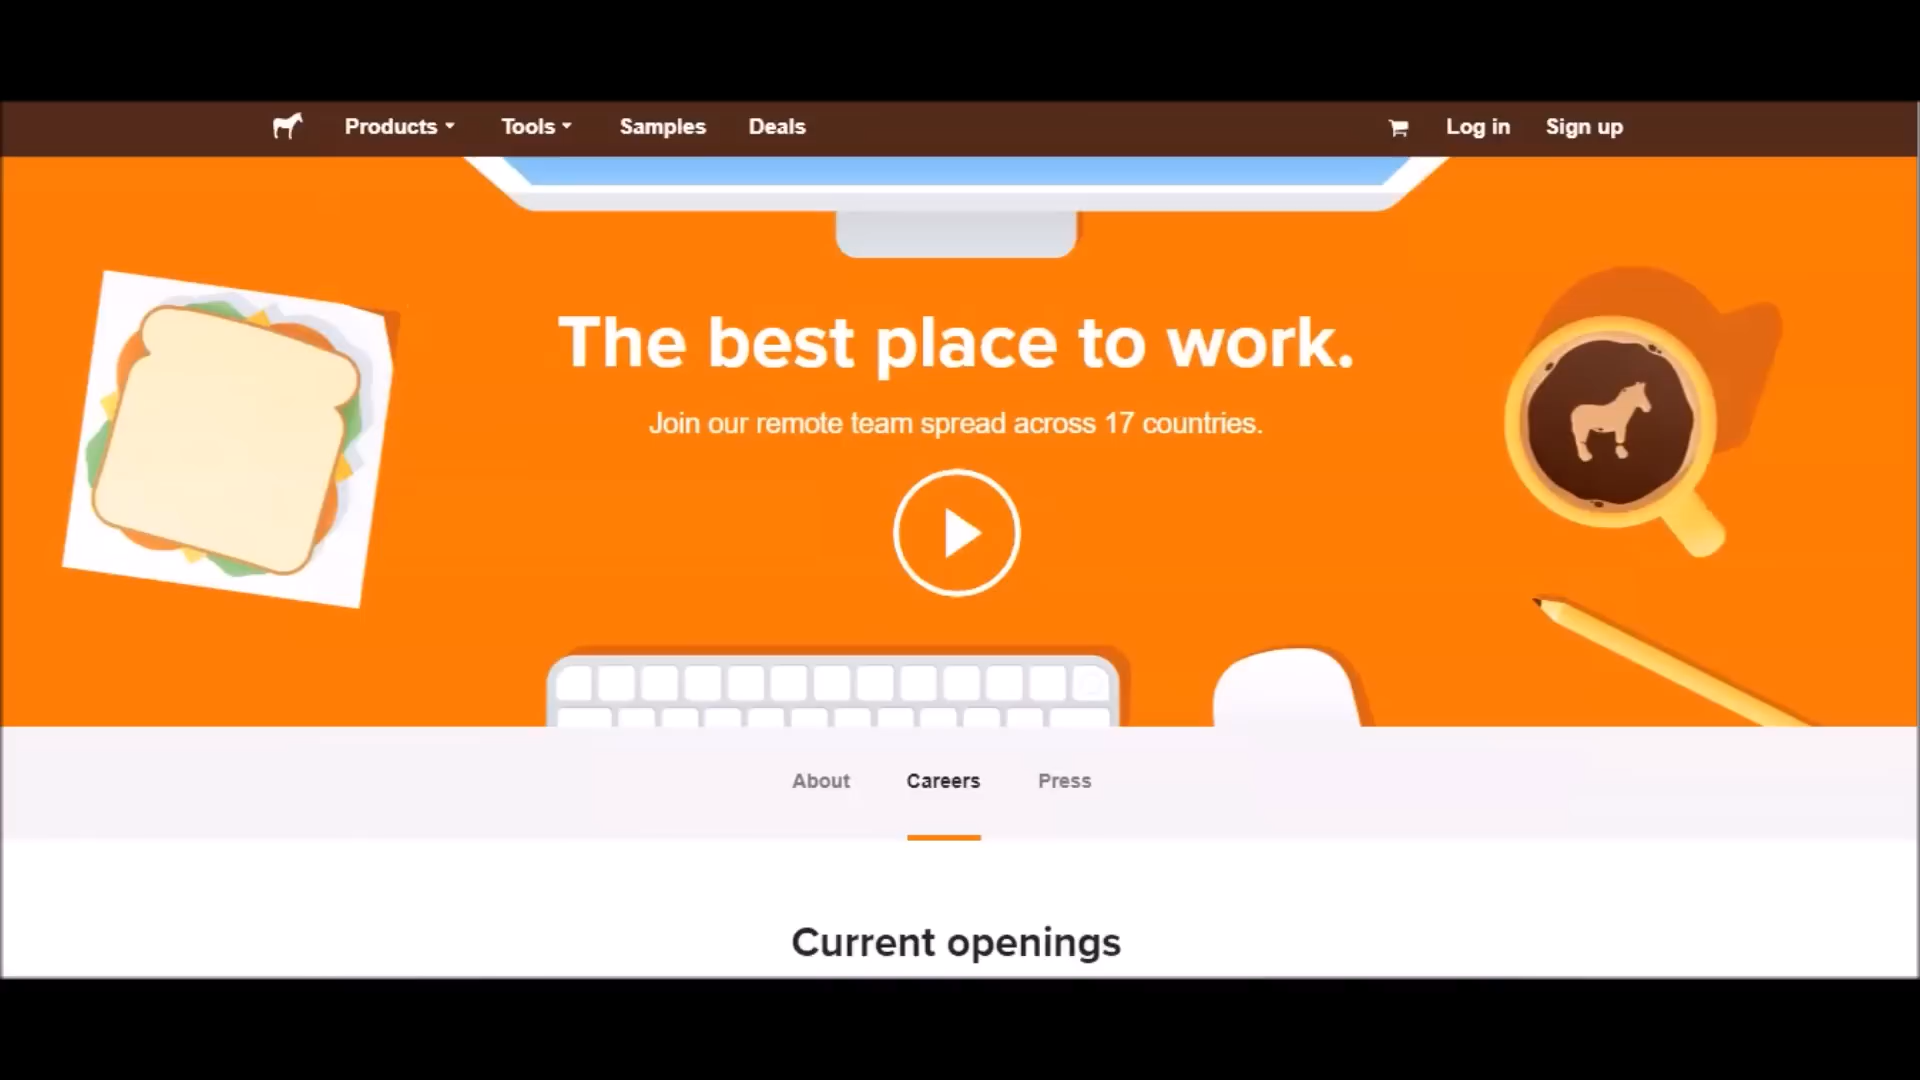 Products
Tools
Samples
Deals
Log in
Sign up
The best place to work.
Join our remote team spread across 17 countries.
About
Careers
Press
Current openings